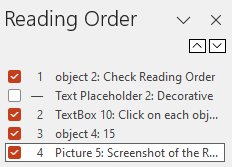 Reading Order
1 object 2: Check Reading Order
— Text Placeholder 2: Decorative
2 TextBox 10: Click on each obj...
3 object 4: 15
4 Picture 5: Screenshot of the R...